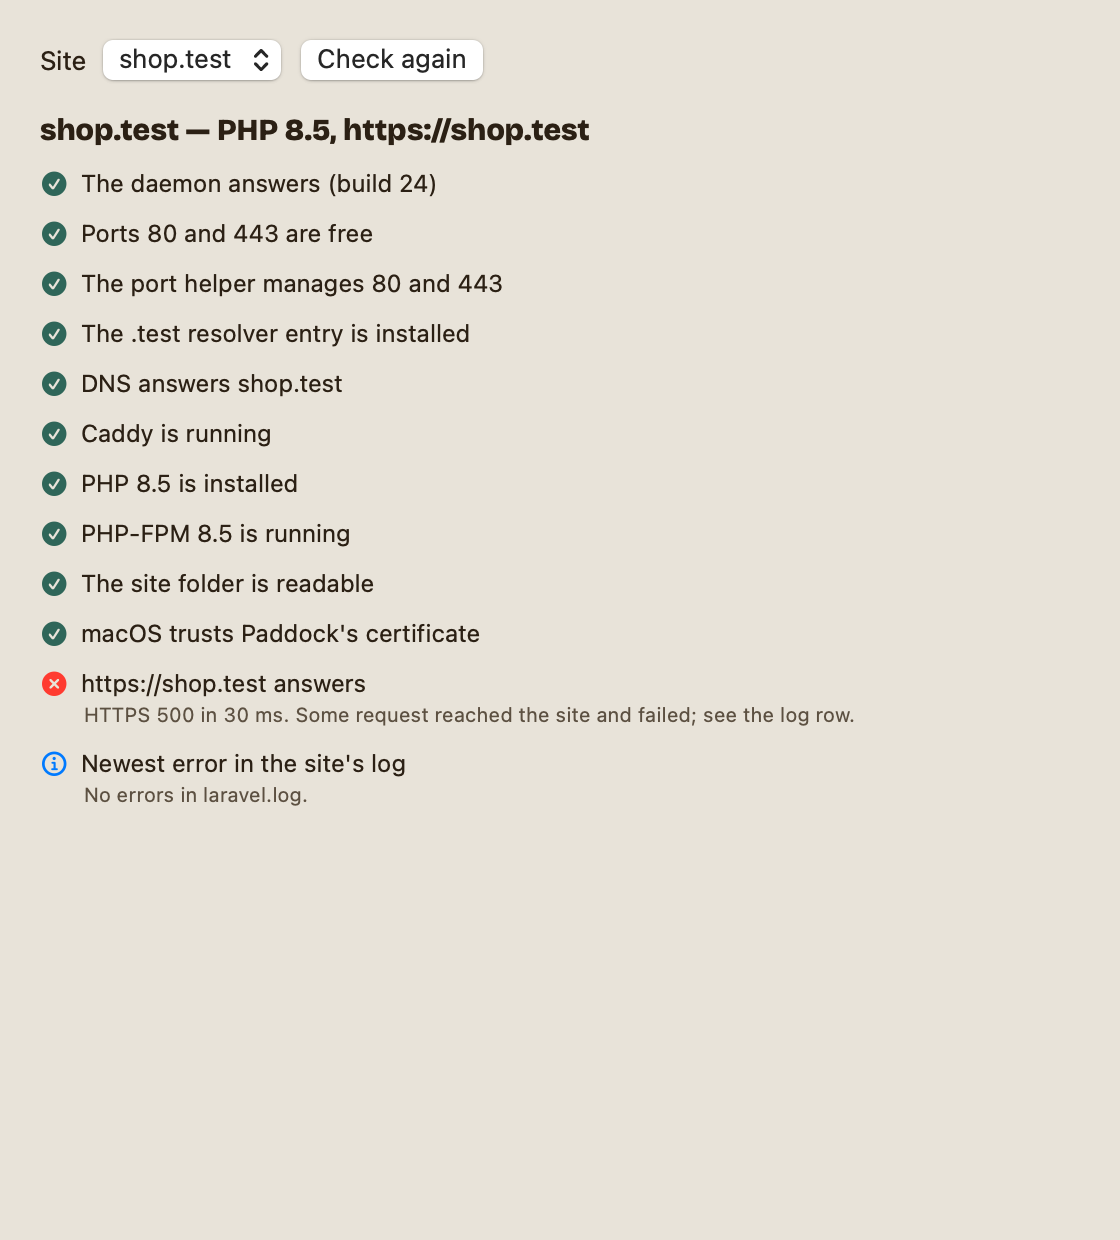 Site shop.test Check again
shop.test — PHP 8.5, https://shop.test
The daemon answers (build 24)
Ports 80 and 443 are free
The port helper manages 80 and 443
The .test resolver entry is installed
DNS answers shop.test
Caddy is running
PHP 8.5 is installed
PHP-FPM 8.5 is running
The site folder is readable
macOS trusts Paddock's certificate
https://shop.test answers
HTTPS 500 in 30 ms. Some request reached the site and failed; see the log row.
Newest error in the site's log
No errors in laravel.log.